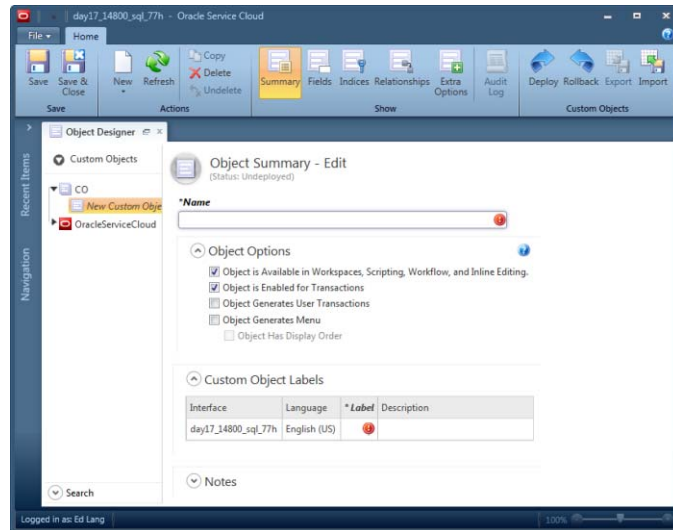 day17_14800_sql_77h - Oracle Service Cloud
File Home
Save Save & Close New Refresh Copy Delete Undelete Summary Fields Indices Relationships Extra Options Audit Log Deploy Rollback Export Import
Save Actions Show Custom Objects
Recent Items
Navigation
Object Designer
Custom Objects
CO
New Custom Obje
OracleServiceCloud
Search
Object Summary - Edit
(Status: Undeployed)
*Name
Object Options
Object is Available in Workspaces, Scripting, Workflow, and Inline Editing.
Object is Enabled for Transactions
Object Generates User Transactions
Object Generates Menu
Object Has Display Order
Custom Object Labels
Interface Language *Label Description
day17_14800_sql_77h English (US)
Notes
Logged in as: Ed Lang 100%